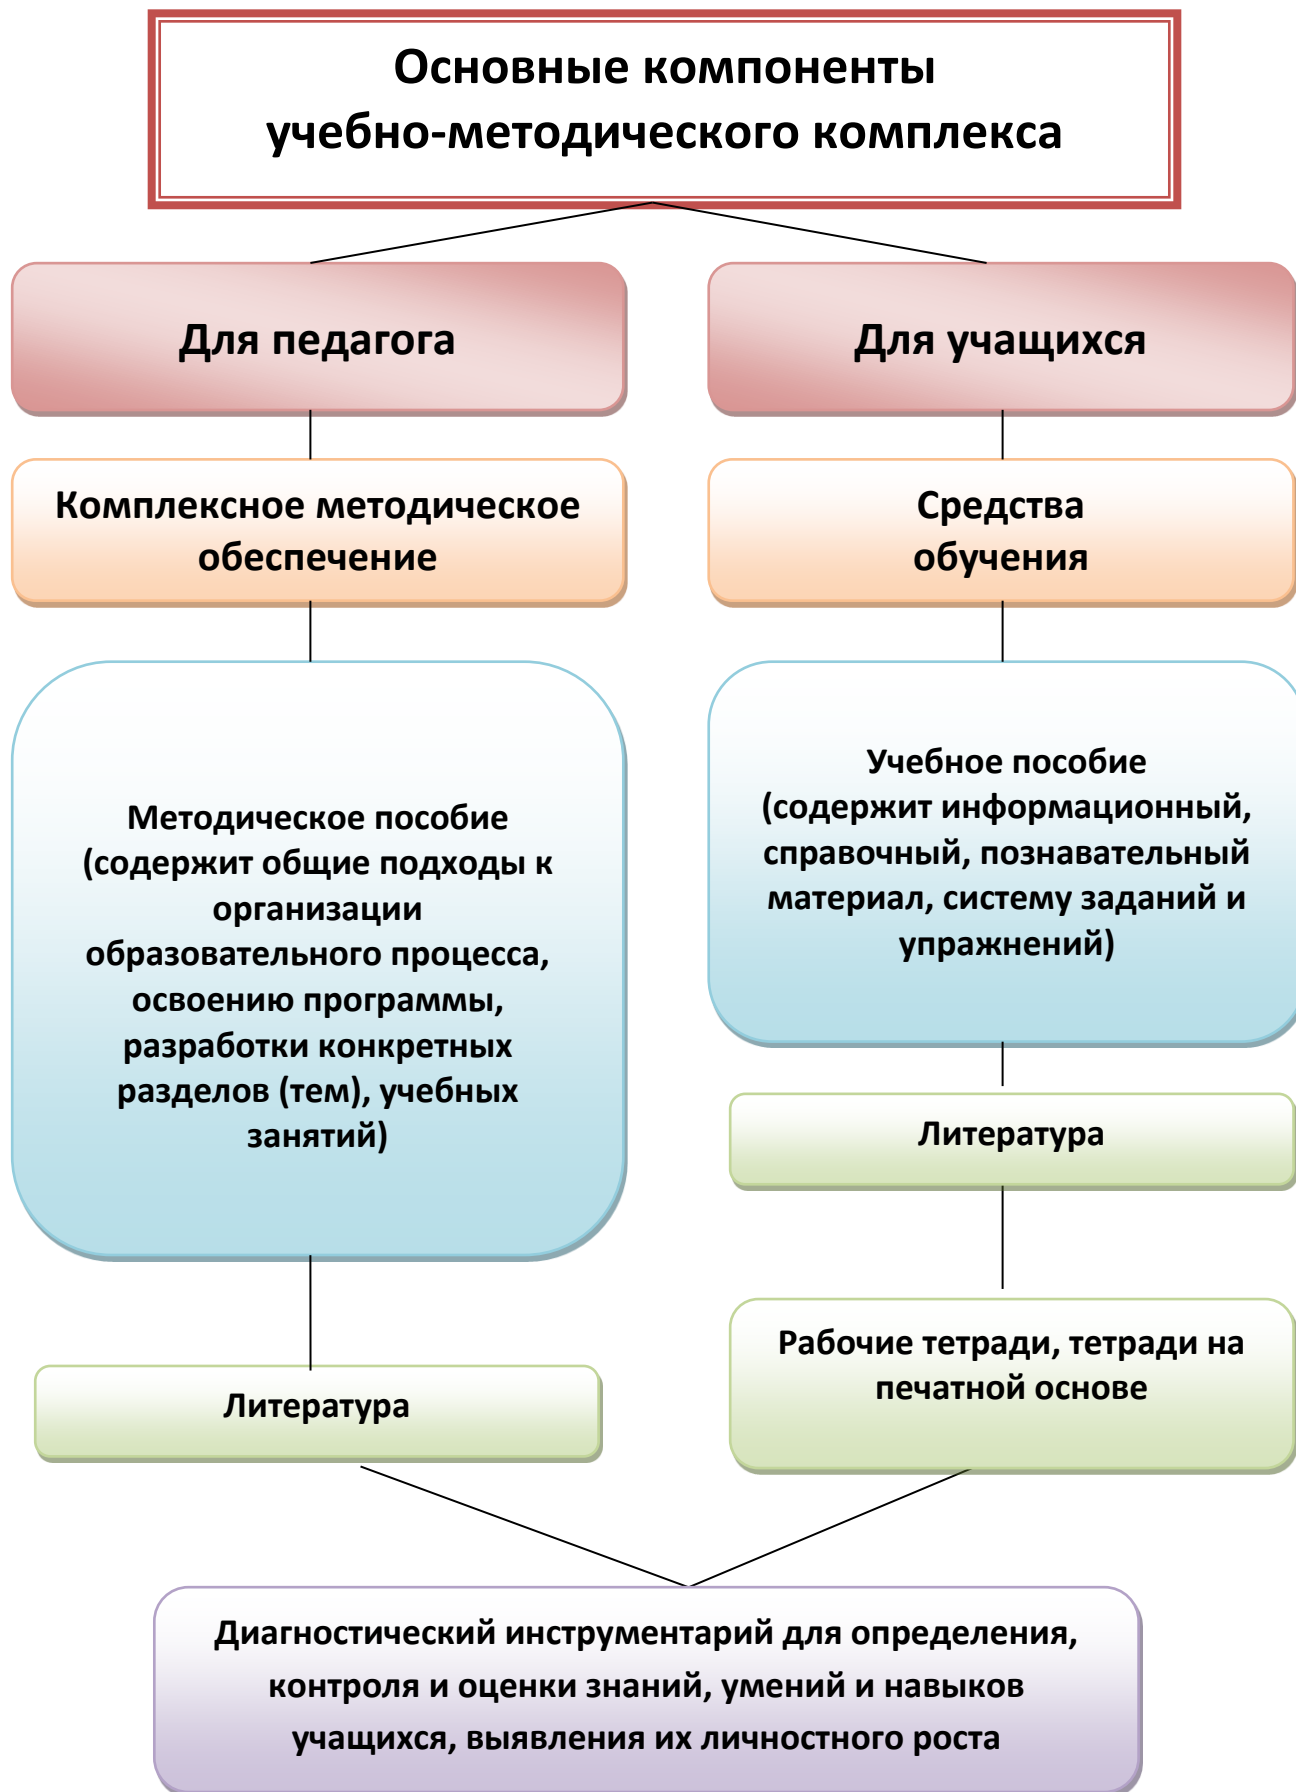 Основные компоненты
учебно-методического комплекса
Для педагога
Для учащихся
Комплексное методическое
обеспечение
Средства
обучения
Методическое пособие
(содержит общие подходы к
организации
образовательного процесса,
освоению программы,
разработки конкретных
разделов (тем), учебных
занятий)
Учебное пособие
(содержит информационный,
справочный, познавательный
материал, систему заданий и
упражнений)
Литература
Рабочие тетради, тетради на
печатной основе
Литература
Диагностический инструментарий для определения,
контроля и оценки знаний, умений и навыков
учащихся, выявления их личностного роста